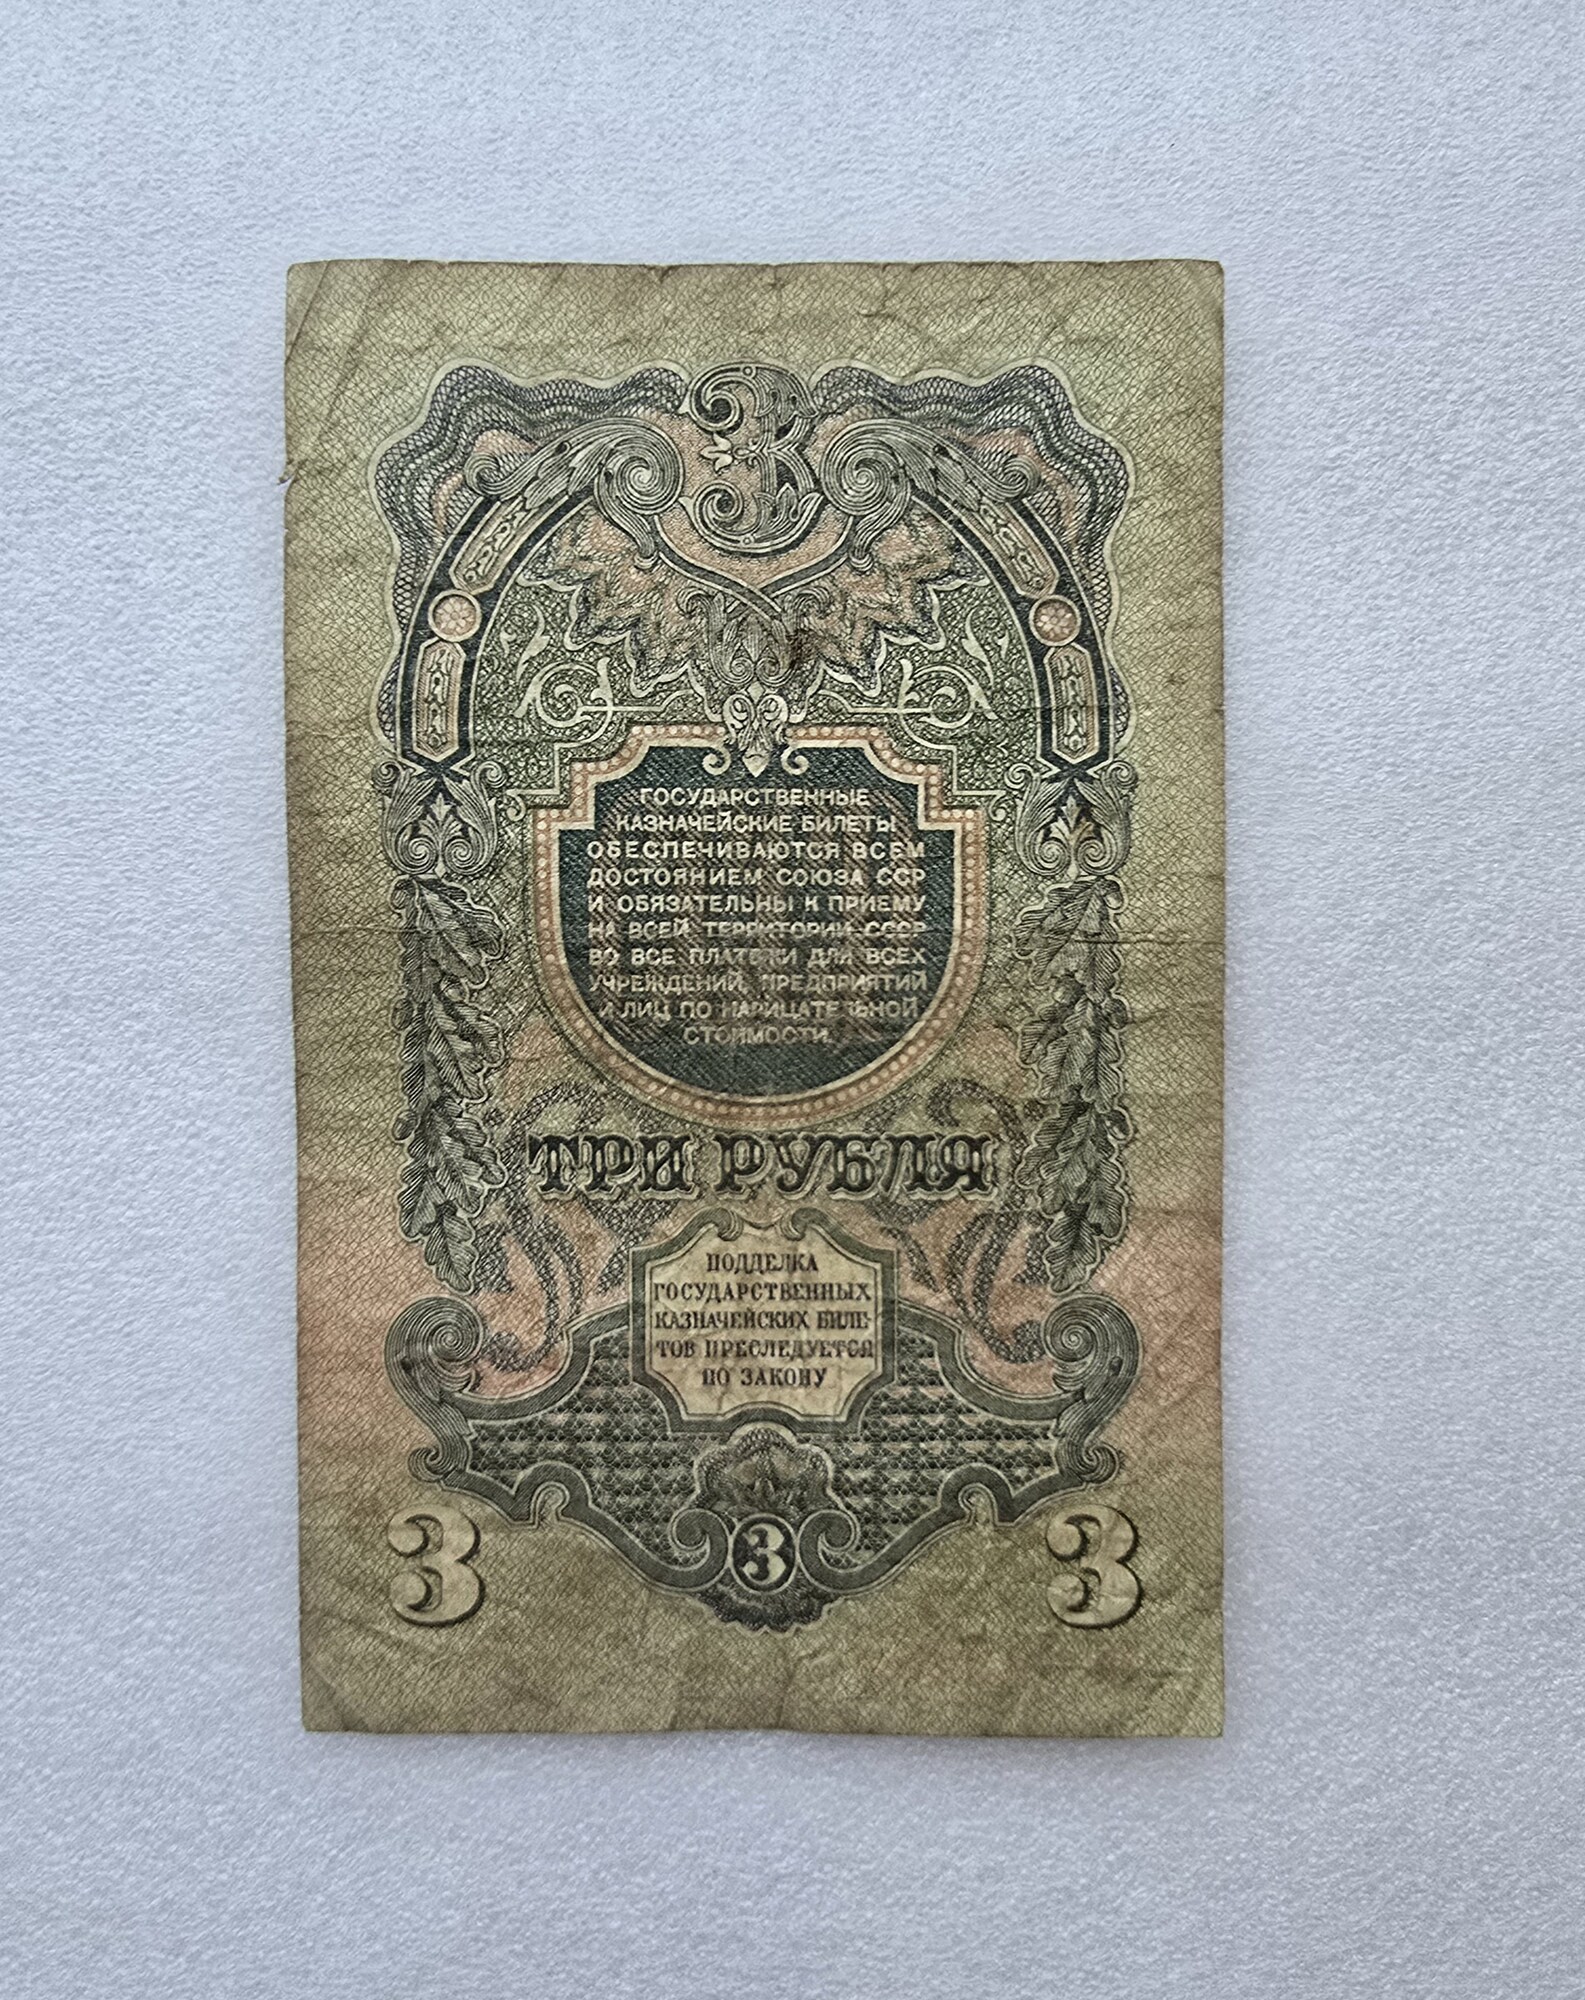 3
ГОСУДАРСТВЕННЫЕ
КАЗНАЧЕЙСКИЕ БИЛЕТЫ
ОБЕСПЕЧИВАЮТСЯ ВСЕМ
ДОСТОЯНИЕМ СОЮЗА ССР
И ОБЯЗАТЕЛЬНЫ К ПРИЕМУ
НА ВСЕЙ ТЕРРИТОРИИ СССР
ВО ВСЕ ПЛАТЕЖИ ДЛЯ ВСЕХ
УЧРЕЖДЕНИЙ, ПРЕДПРИЯТИЙ
И ЛИЦ ПО НАРИЦАТЕЛЬНОЙ
СТОИМОСТИ.
ТРИ РУБЛЯ
ПОДДЕЛКА
ГОСУДАРСТВЕННЫХ
КАЗНАЧЕЙСКИХ БИЛЕ-
ТОВ ПРЕСЛЕДУЕТСЯ
ПО ЗАКОНУ
3 3 3